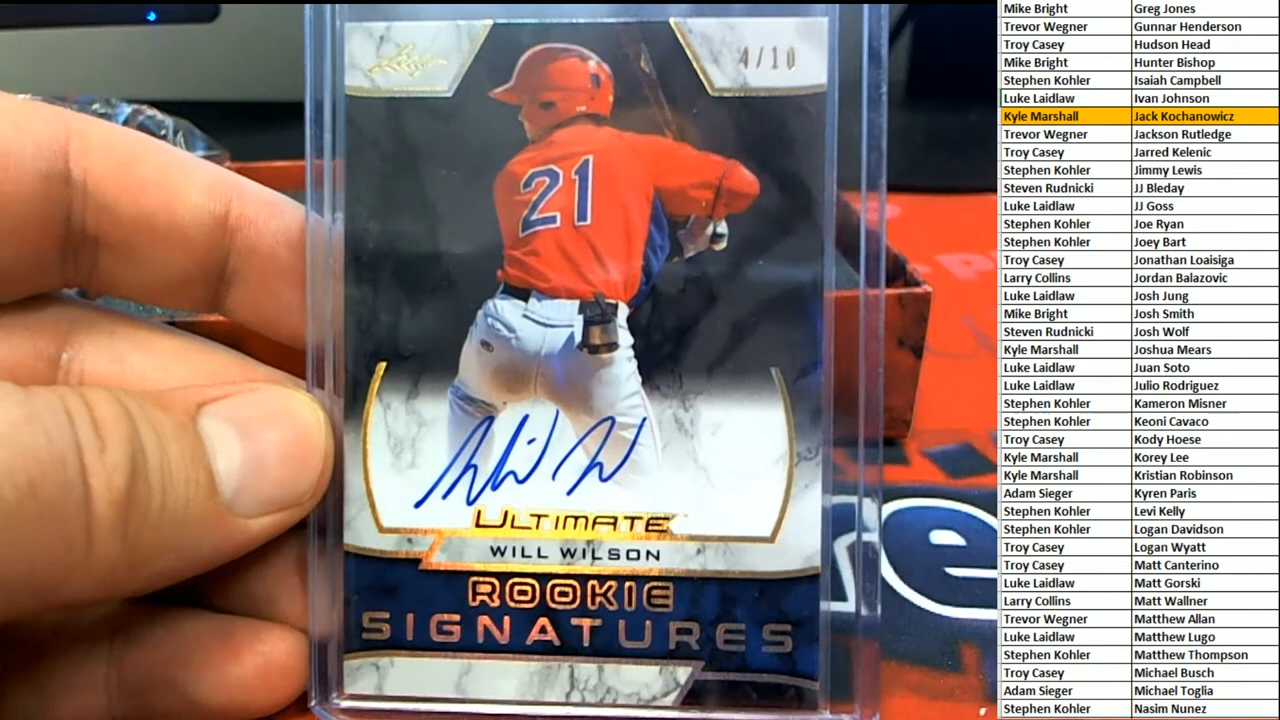 Leaf
4/10
21
ULTIMATE
WILL WILSON
ROOKIE
SIGNATURES
Mike Bright Greg Jones
Trevor Wegner Gunnar Henderson
Troy Casey Hudson Head
Mike Bright Hunter Bishop
Stephen Kohler Isaiah Campbell
Luke Laidlaw Ivan Johnson
Kyle Marshall Jack Kochanowicz
Trevor Wegner Jackson Rutledge
Troy Casey Jarred Kelenic
Stephen Kohler Jimmy Lewis
Steven Rudnicki JJ Bleday
Luke Laidlaw JJ Goss
Stephen Kohler Joe Ryan
Stephen Kohler Joey Bart
Troy Casey Jonathan Loaisiga
Larry Collins Jordan Balazovic
Luke Laidlaw Josh Jung
Mike Bright Josh Smith
Steven Rudnicki Josh Wolf
Kyle Marshall Joshua Mears
Luke Laidlaw Juan Soto
Luke Laidlaw Julio Rodriguez
Stephen Kohler Kameron Misner
Stephen Kohler Keoni Cavaco
Troy Casey Kody Hoese
Kyle Marshall Korey Lee
Kyle Marshall Kristian Robinson
Adam Sieger Kyren Paris
Stephen Kohler Levi Kelly
Stephen Kohler Logan Davidson
Troy Casey Logan Wyatt
Troy Casey Matt Canterino
Luke Laidlaw Matt Gorski
Larry Collins Matt Wallner
Trevor Wegner Matthew Allan
Luke Laidlaw Matthew Lugo
Stephen Kohler Matthew Thompson
Troy Casey Michael Busch
Adam Sieger Michael Toglia
Stephen Kohler Nasim Nunez